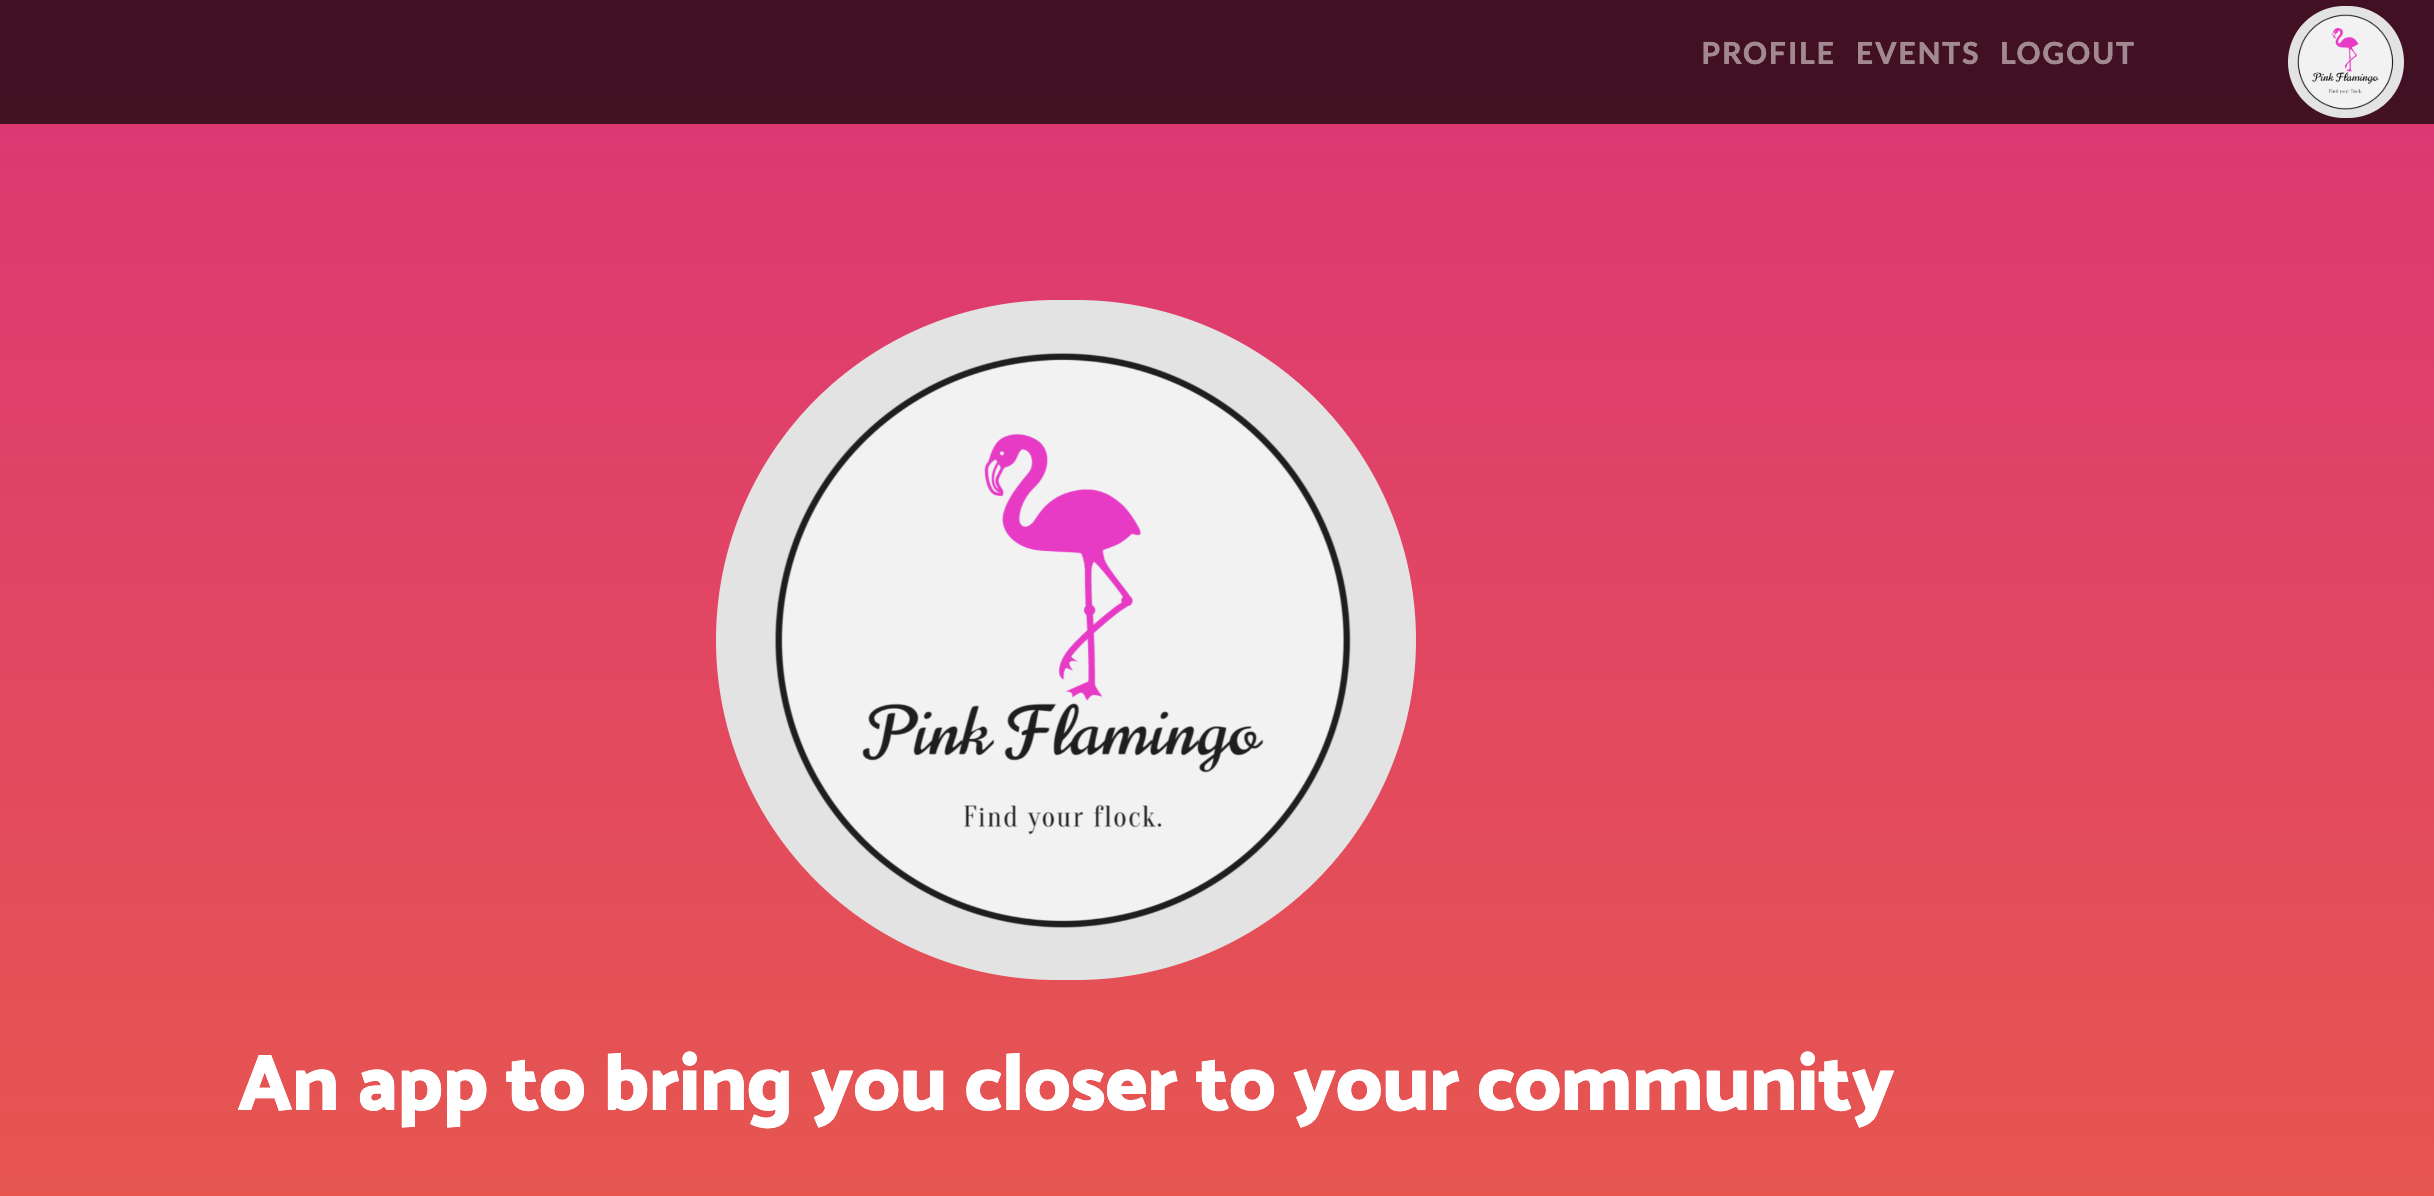 PROFILE EVENTS LOGOUT
Pink Flamingo
Find your flock.
Pink Flamingo
Find your flock.
An app to bring you closer to your community